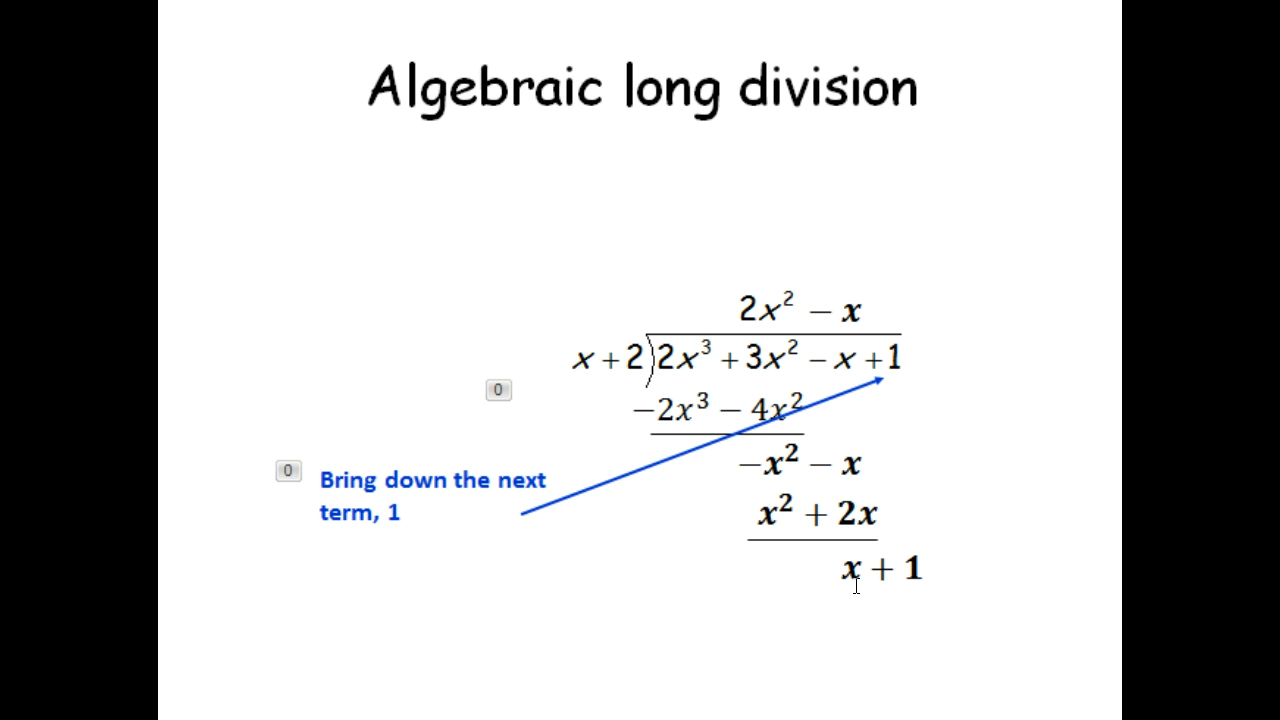 Algebraic long division
2x² − x
x + 2)2x³ + 3x² − x + 1
0
−2x³ − 4x²
−x² − x
0
Bring down the next
term, 1
x² + 2x
x + 1